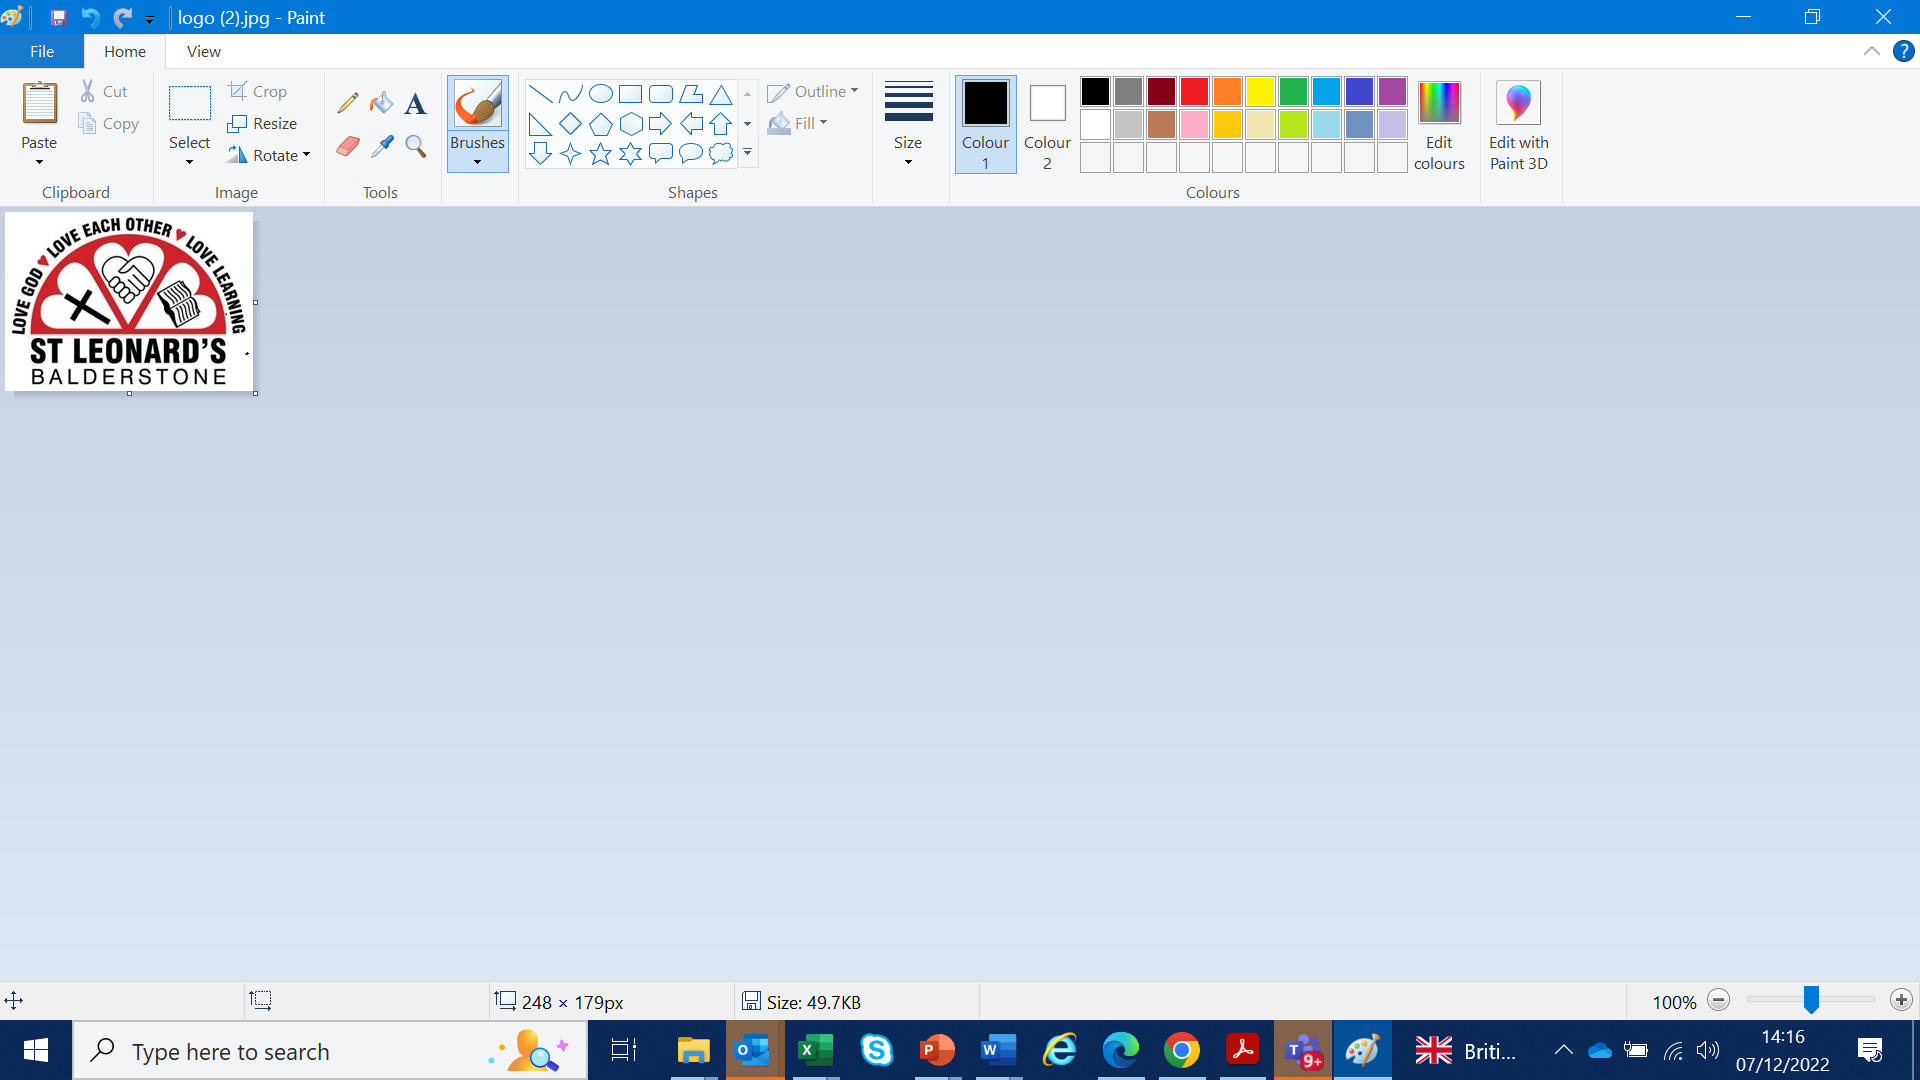 logo (2).jpg - Paint
File Home View
Paste
Cut
Copy
Clipboard
Select
Crop
Resize
Rotate
Image
A
Tools
Brushes
Shapes
Outline
Fill
Size
Colour 1
Colour 2
Colours
Edit colours
Edit with Paint 3D
LOVE GOD ♥ LOVE EACH OTHER ♥ LOVE LEARNING
ST LEONARD'S
BALDERSTONE
248 × 179px
Size: 49.7KB
100%
Type here to search
9+
Briti...
14:16
07/12/2022